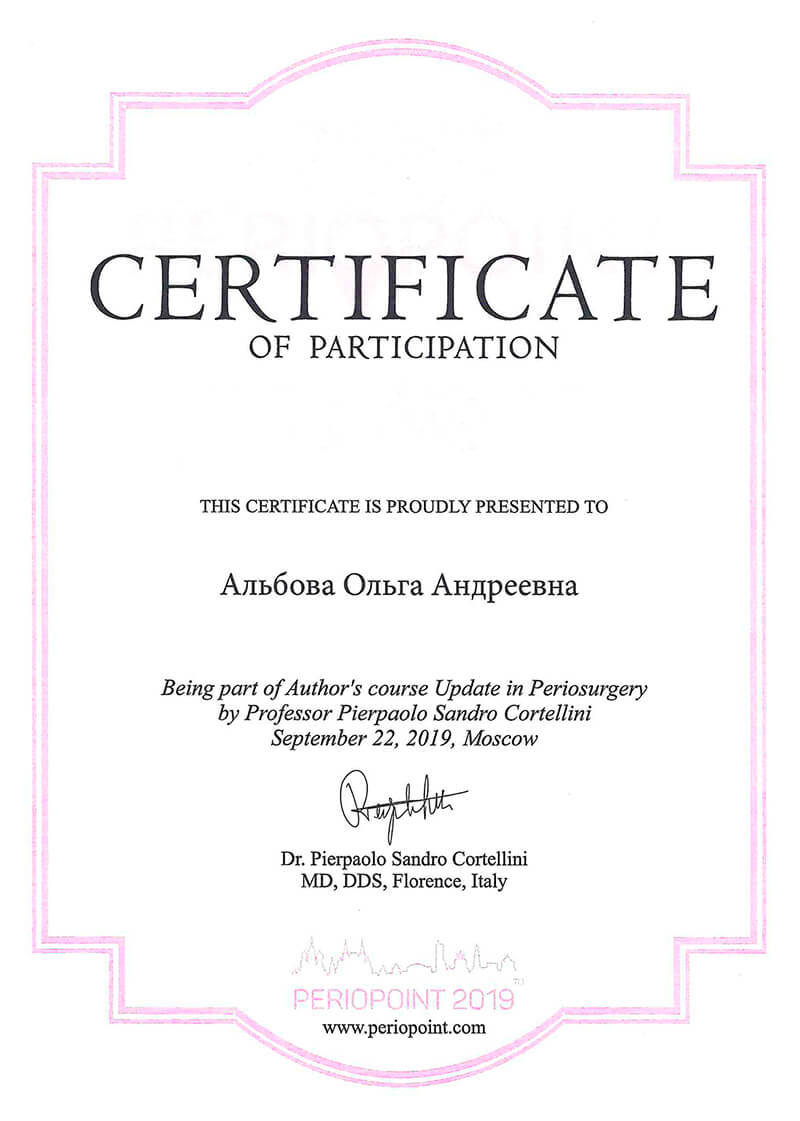 CERTIFICATE
OF PARTICIPATION
THIS CERTIFICATE IS PROUDLY PRESENTED TO
Альбова Ольга Андреевна
Being part of Author's course Update in Periosurgery
by Professor Pierpaolo Sandro Cortellini
September 22, 2019, Moscow
Dr. Pierpaolo Sandro Cortellini
MD, DDS, Florence, Italy
PERIOPOINT 2019
www.periopoint.com